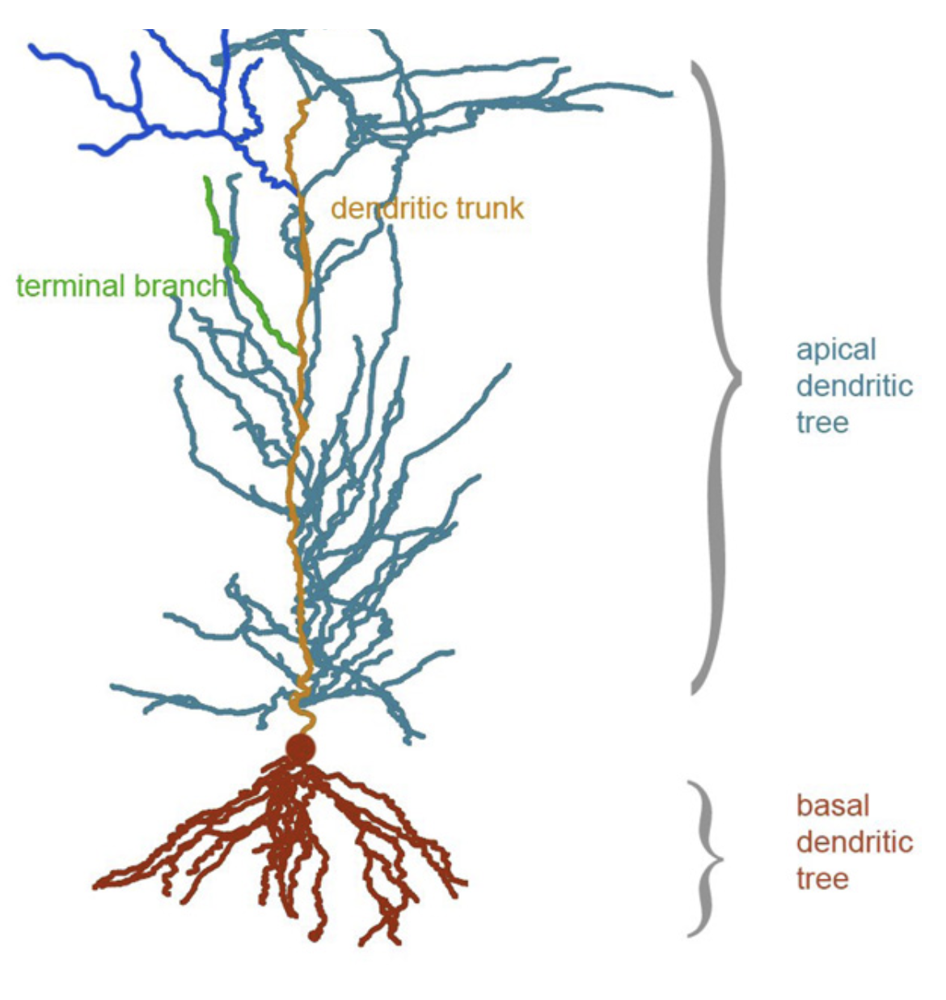 dendritic trunk
terminal branch
apical
dendritic
tree
basal
dendritic
tree